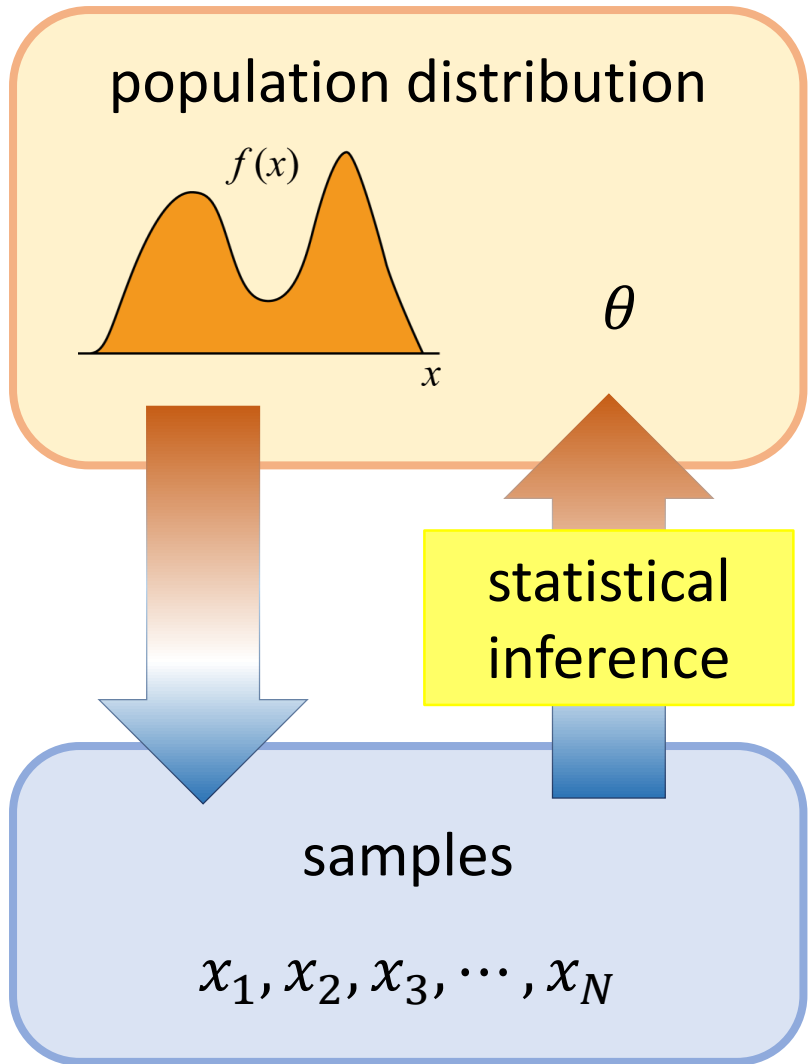 population distribution
f(x)
θ
x
statistical
inference
samples
x₁, x₂, x₃, ⋯ , x_N